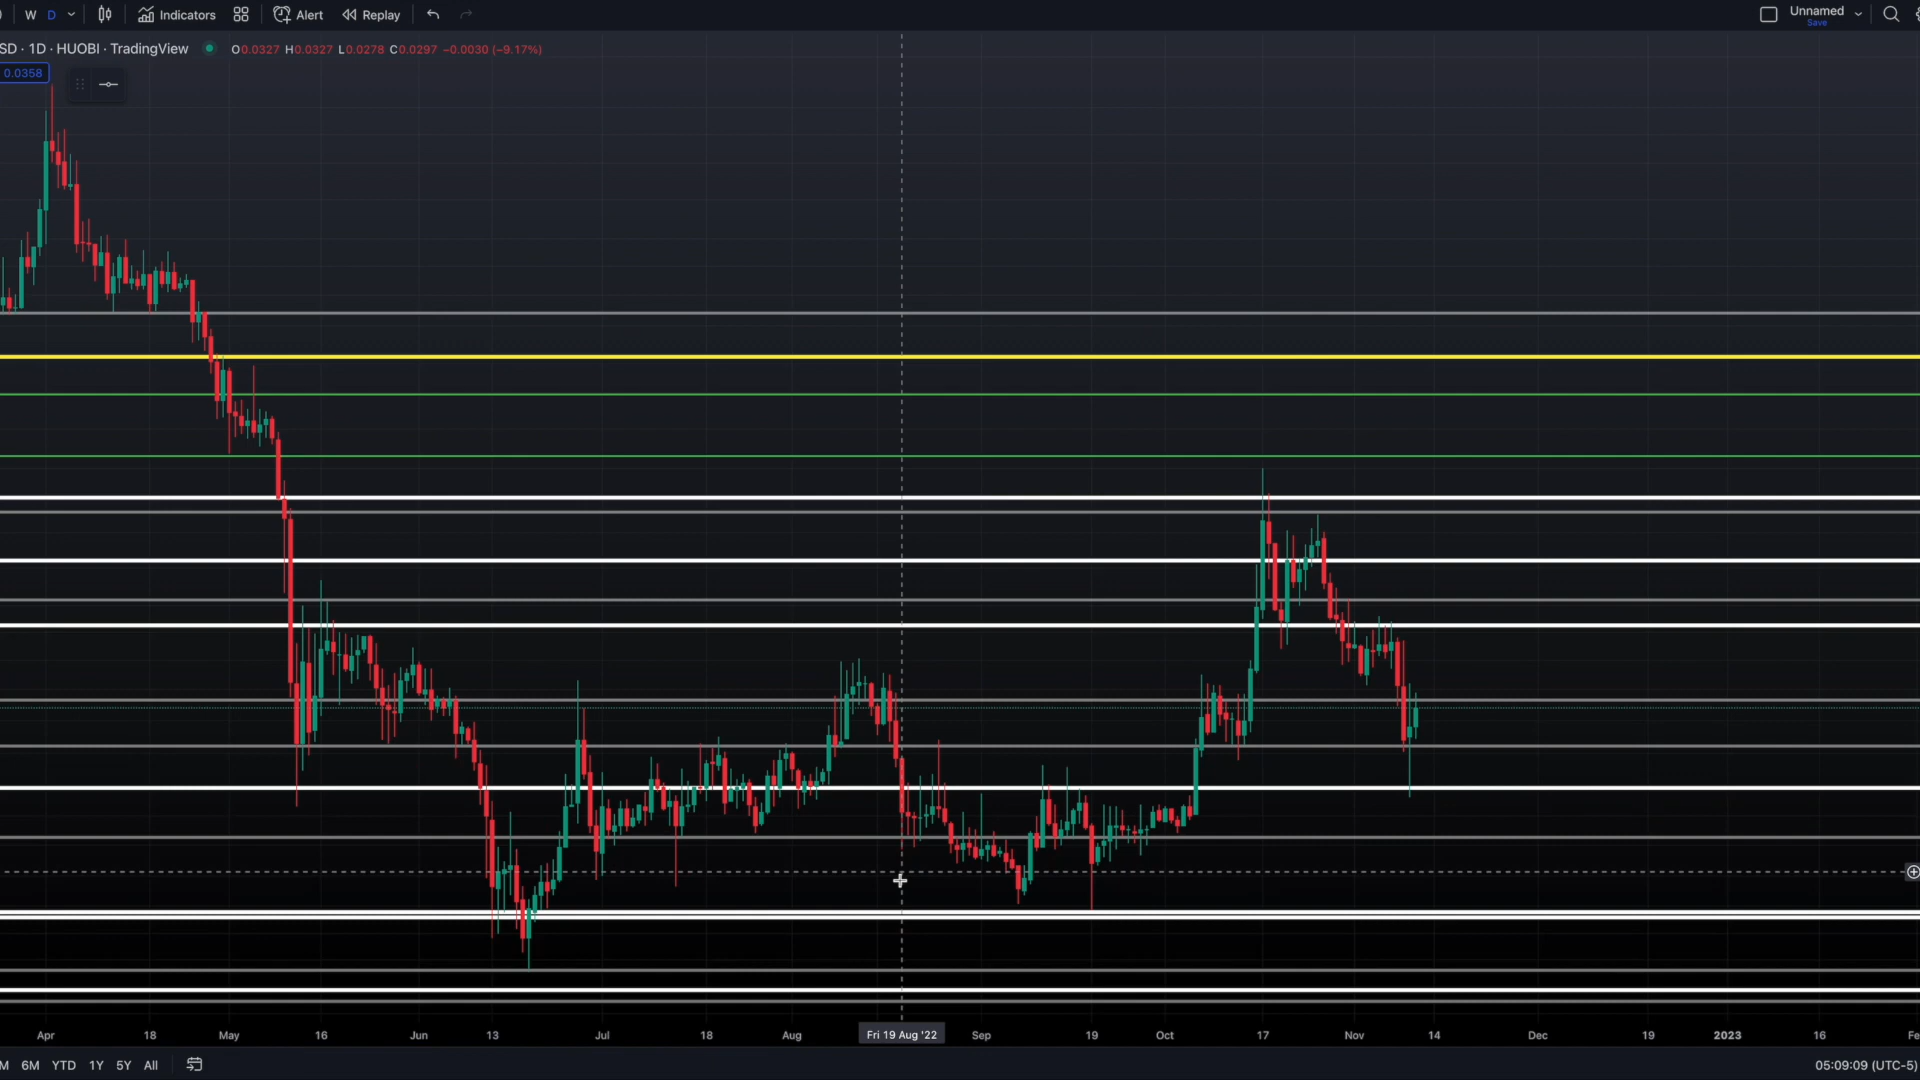 W D Indicators Alert Replay Unnamed
Save
SD · 1D · HUOBI · TradingView O0.0327 H0.0327 L0.0278 C0.0297 −0.0030 (−9.17%)
0.0358
Apr 18 May 16 Jun 13 Jul 18 Aug Fri 19 Aug '22 Sep 19 Oct 17 Nov 14 Dec 19 2023 16 Fe
M 6M YTD 1Y 5Y All 05:09:09 (UTC-5)